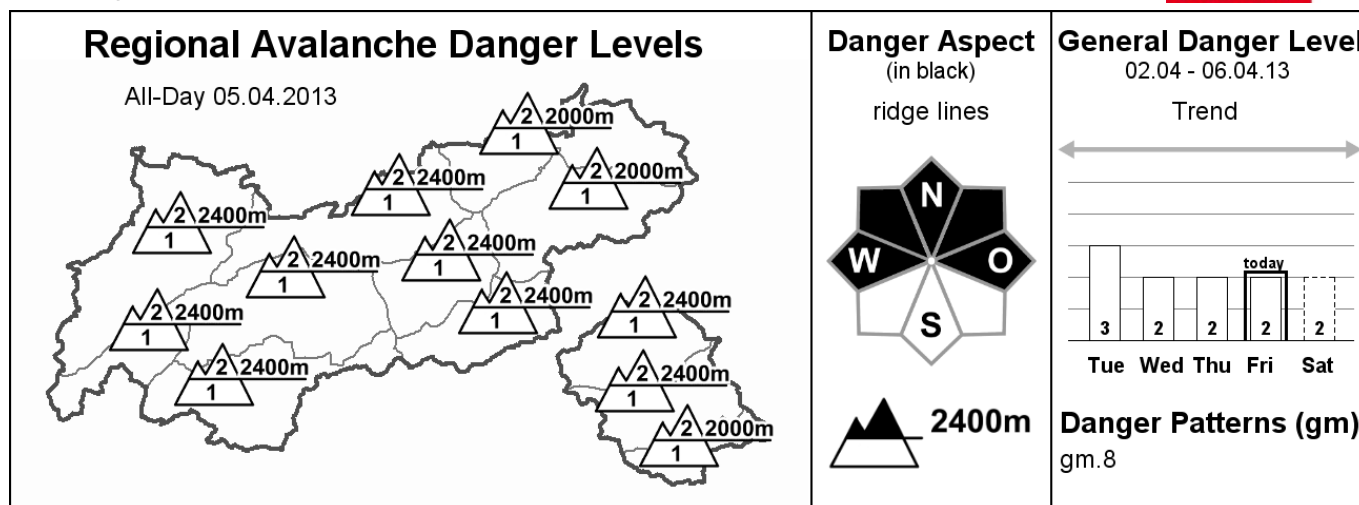 Regional Avalanche Danger Levels
All-Day 05.04.2013
2 2000m
1
2 2000m
1
2 2400m
1
2 2400m
1
2 2400m
1
2 2400m
1
2 2400m
1
2 2400m
1
2 2400m
1
2 2400m
1
2 2400m
1
2 2000m
1
Danger Aspect
(in black)
ridge lines
N
W
O
S
2400m
General Danger Level
02.04 - 06.04.13
Trend
today
3 2 2 2 2
Tue Wed Thu Fri Sat
Danger Patterns (gm)
gm.8